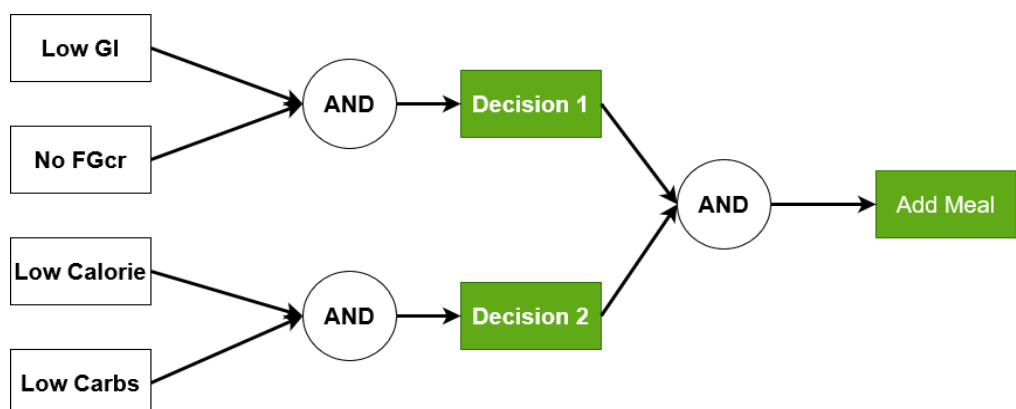 Low GI
No FGcr
AND
Decision 1
AND
Add Meal
Low Calorie
Low Carbs
AND
Decision 2